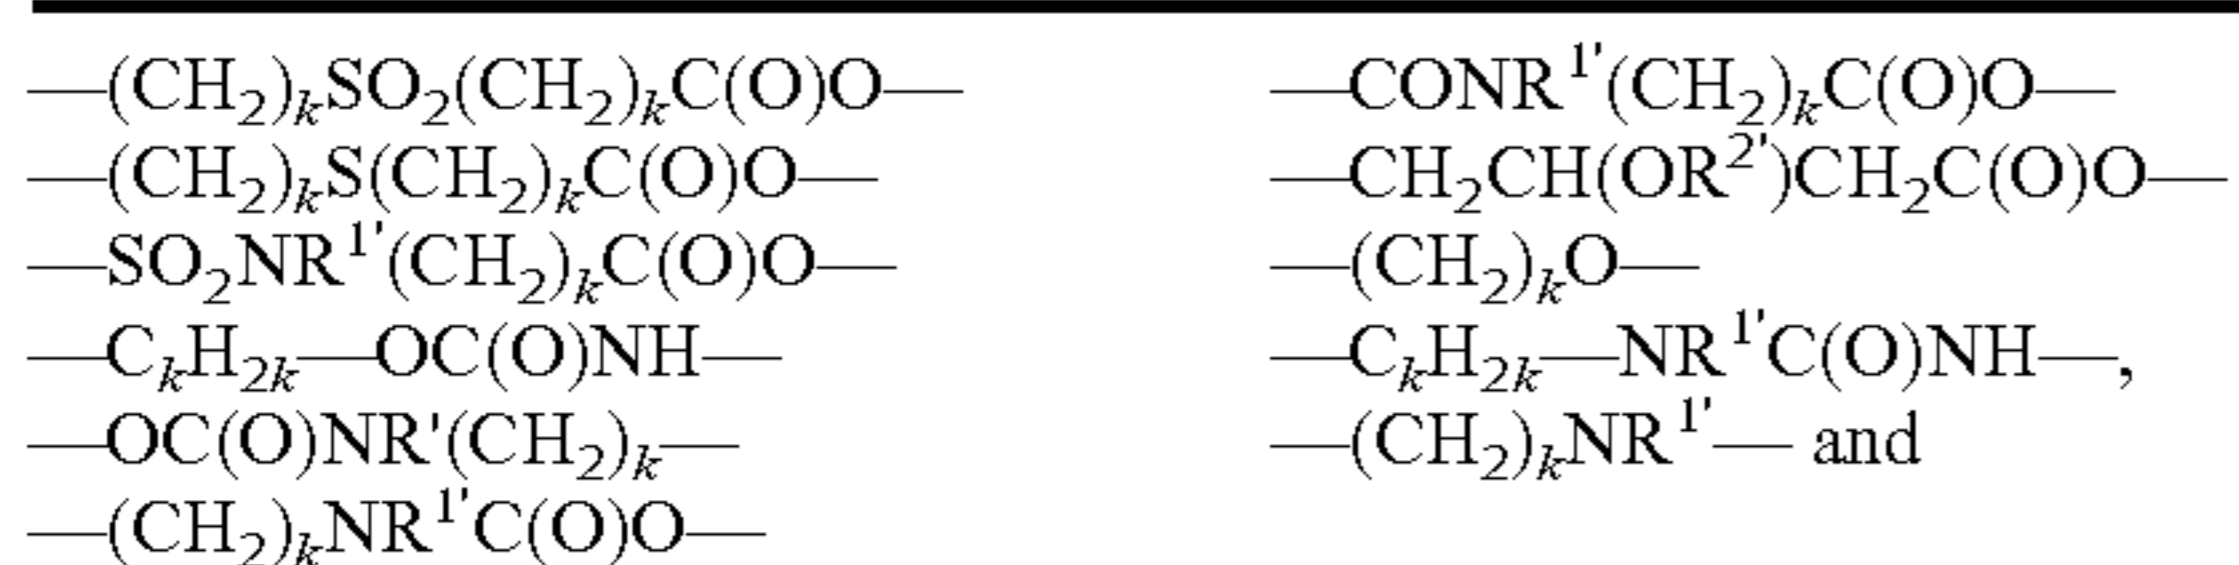 —(CH₂)ₖSO₂(CH₂)ₖC(O)O— —CONR¹'(CH₂)ₖC(O)O—
—(CH₂)ₖS(CH₂)ₖC(O)O— —CH₂CH(OR²')CH₂C(O)O—
—SO₂NR¹'(CH₂)ₖC(O)O— —(CH₂)ₖO—
—CₖH₂ₖ—OC(O)NH— —CₖH₂ₖ—NR¹'C(O)NH—,
—OC(O)NR'(CH₂)ₖ— —(CH₂)ₖNR¹'— and
—(CH₂)ₖNR¹'C(O)O—